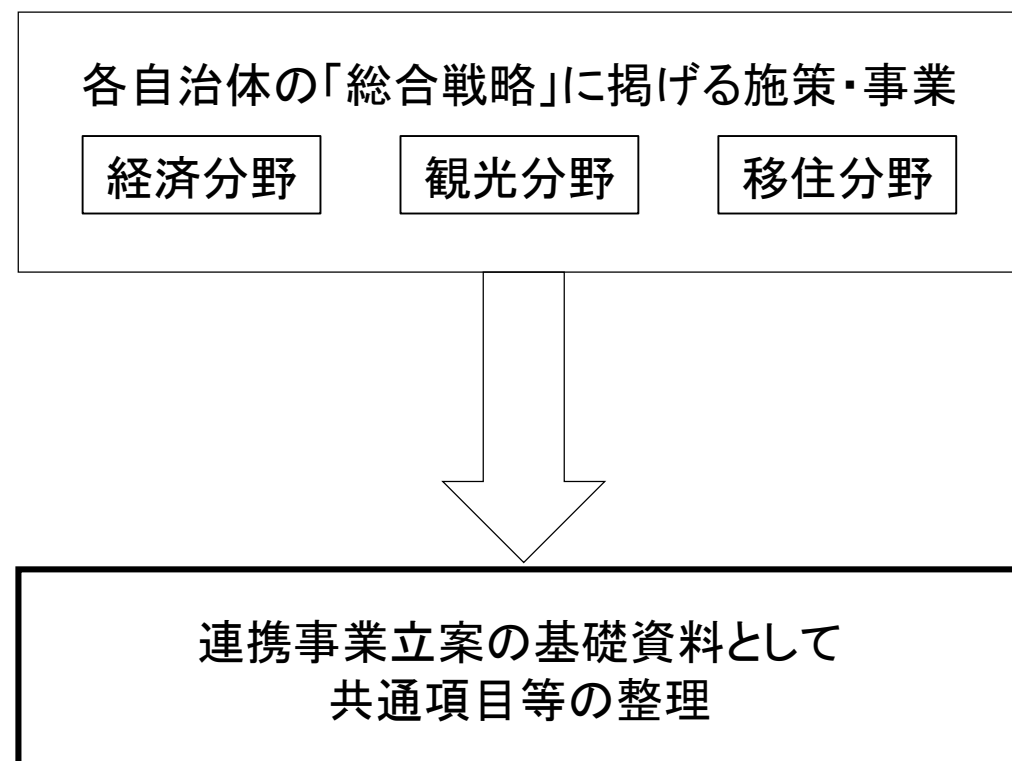 各自治体の「総合戦略」に掲げる施策・事業
経済分野
観光分野
移住分野
連携事業立案の基礎資料として
共通項目等の整理